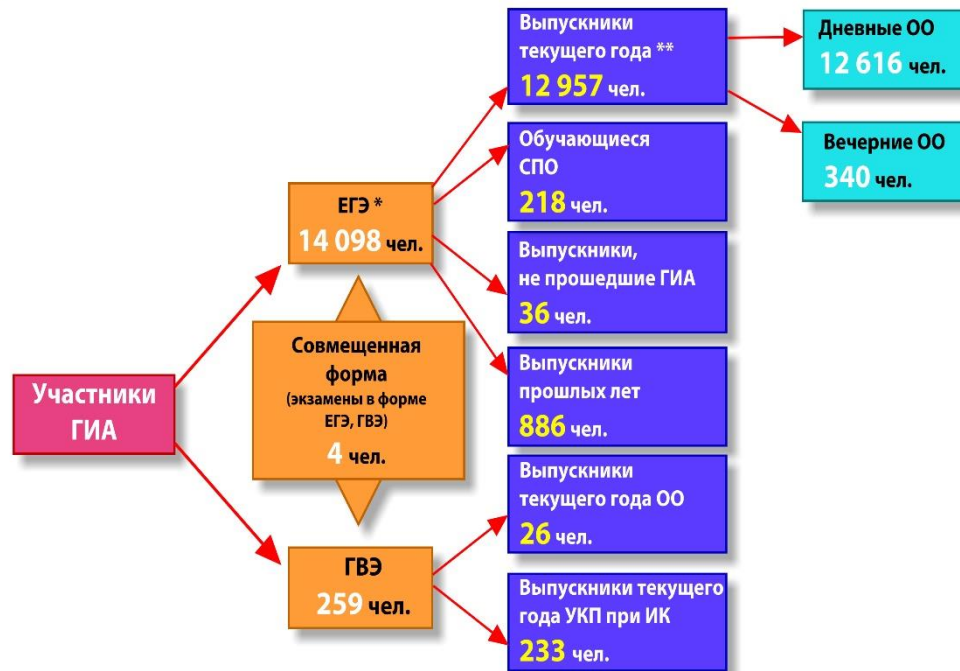 Участники
ГИА
ЕГЭ *
14 098 чел.
Совмещенная
форма
(экзамены в форме
ЕГЭ, ГВЭ)
4 чел.
ГВЭ
259 чел.
Выпускники
текущего года **
12 957 чел.
Обучающиеся
СПО
218 чел.
Выпускники,
не прошедшие ГИА
36 чел.
Выпускники
прошлых лет
886 чел.
Выпускники
текущего года ОО
26 чел.
Выпускники текущего
года УКП при ИК
233 чел.
Дневные ОО
12 616 чел.
Вечерние ОО
340 чел.